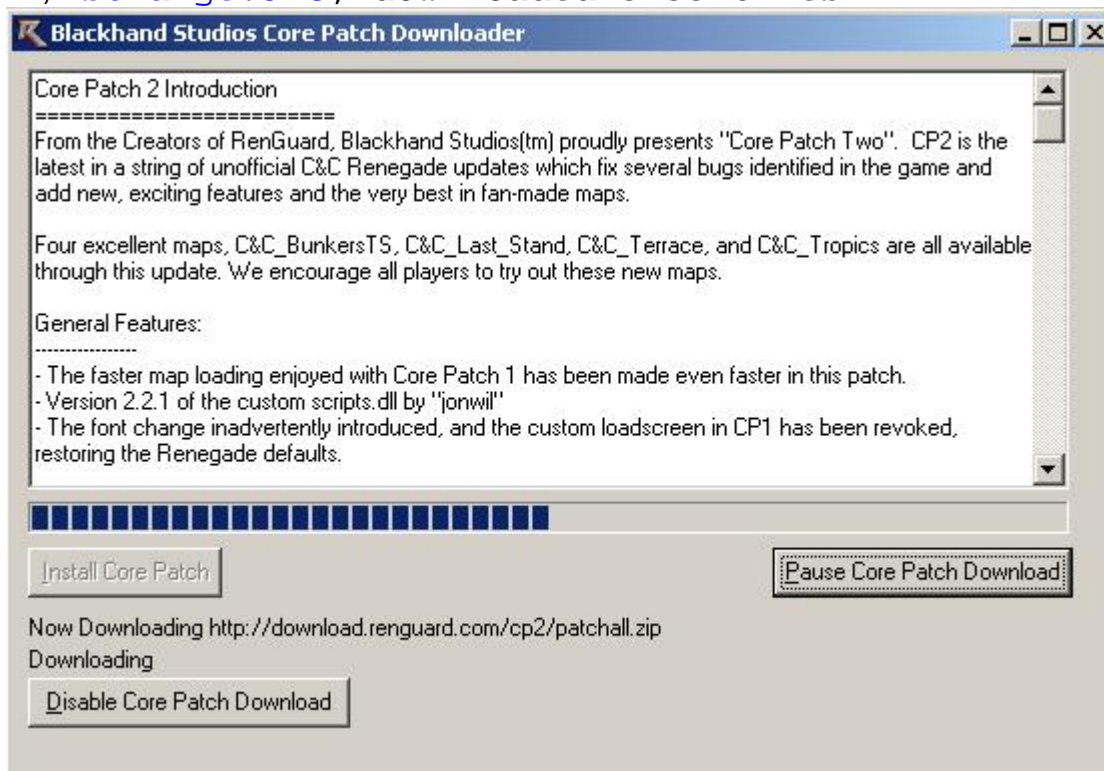 Blackhand Studios Core Patch Downloader
Core Patch 2 Introduction
=========================
From the Creators of RenGuard, Blackhand Studios(tm) proudly presents "Core Patch Two".  CP2 is the
latest in a string of unofficial C&C Renegade updates which fix several bugs identified in the game and
add new, exciting features and the very best in fan-made maps.
Four excellent maps, C&C_BunkersTS, C&C_Last_Stand, C&C_Terrace, and C&C_Tropics are all available
through this update. We encourage all players to try out these new maps.
General Features:
----------------
- The faster map loading enjoyed with Core Patch 1 has been made even faster in this patch.
- Version 2.2.1 of the custom scripts.dll by "jonwil"
- The font change inadvertently introduced, and the custom loadscreen in CP1 has been revoked,
restoring the Renegade defaults.
Install Core Patch
Pause Core Patch Download
Now Downloading http://download.renguard.com/cp2/patchall.zip
Downloading
Disable Core Patch Download